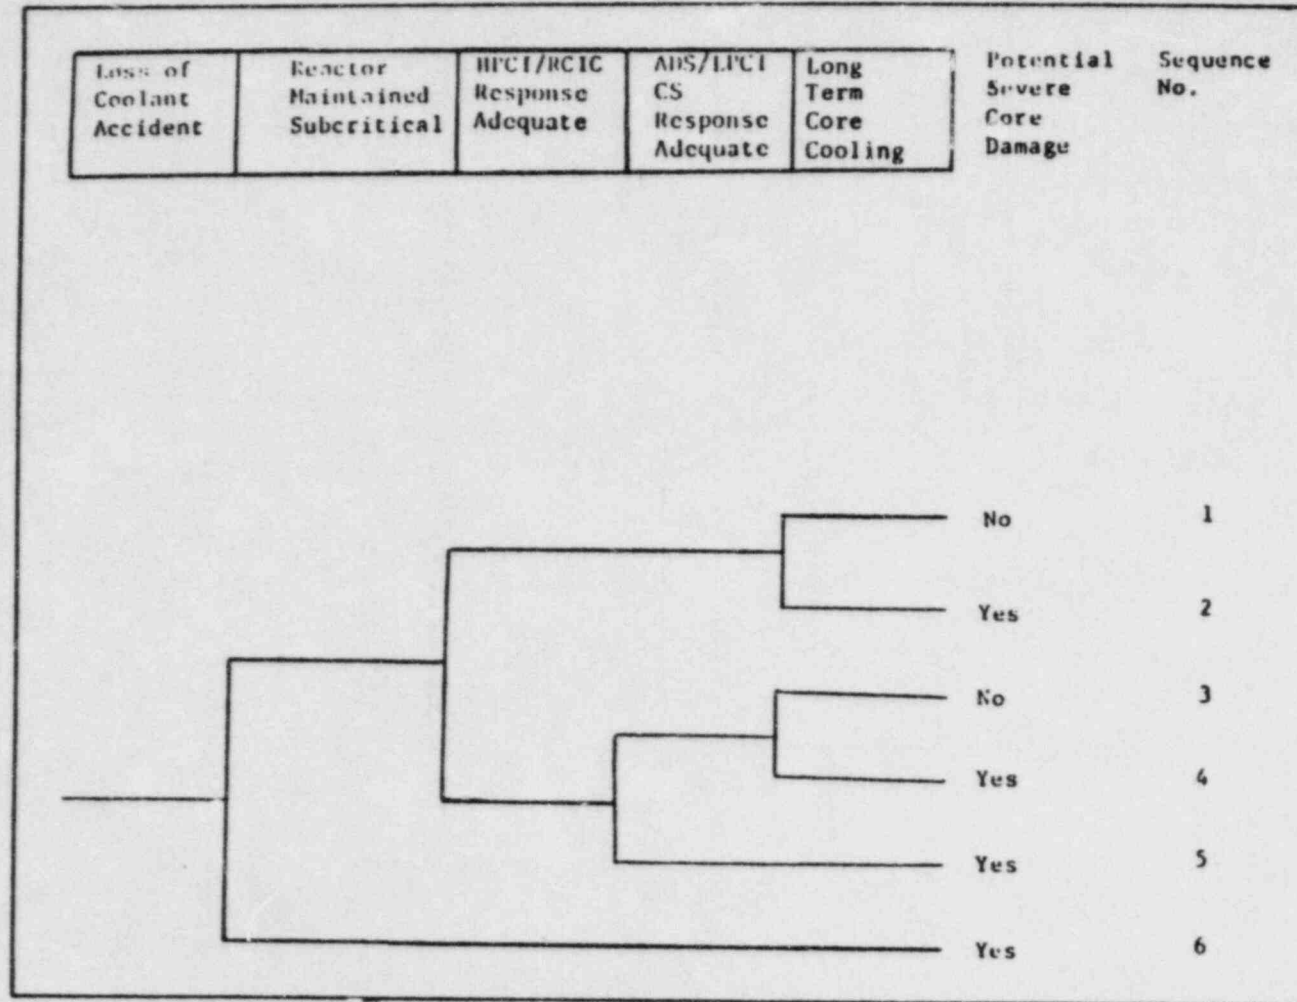 Loss of
Coolant
Accident
Reactor
Maintained
Subcritical
HPCI/RCIC
Response
Adequate
ADS/LPCI
CS
Response
Adequate
Long
Term
Core
Cooling
Potential
Severe
Core
Damage
Sequence
No.
No 1
Yes 2
No 3
Yes 4
Yes 5
Yes 6